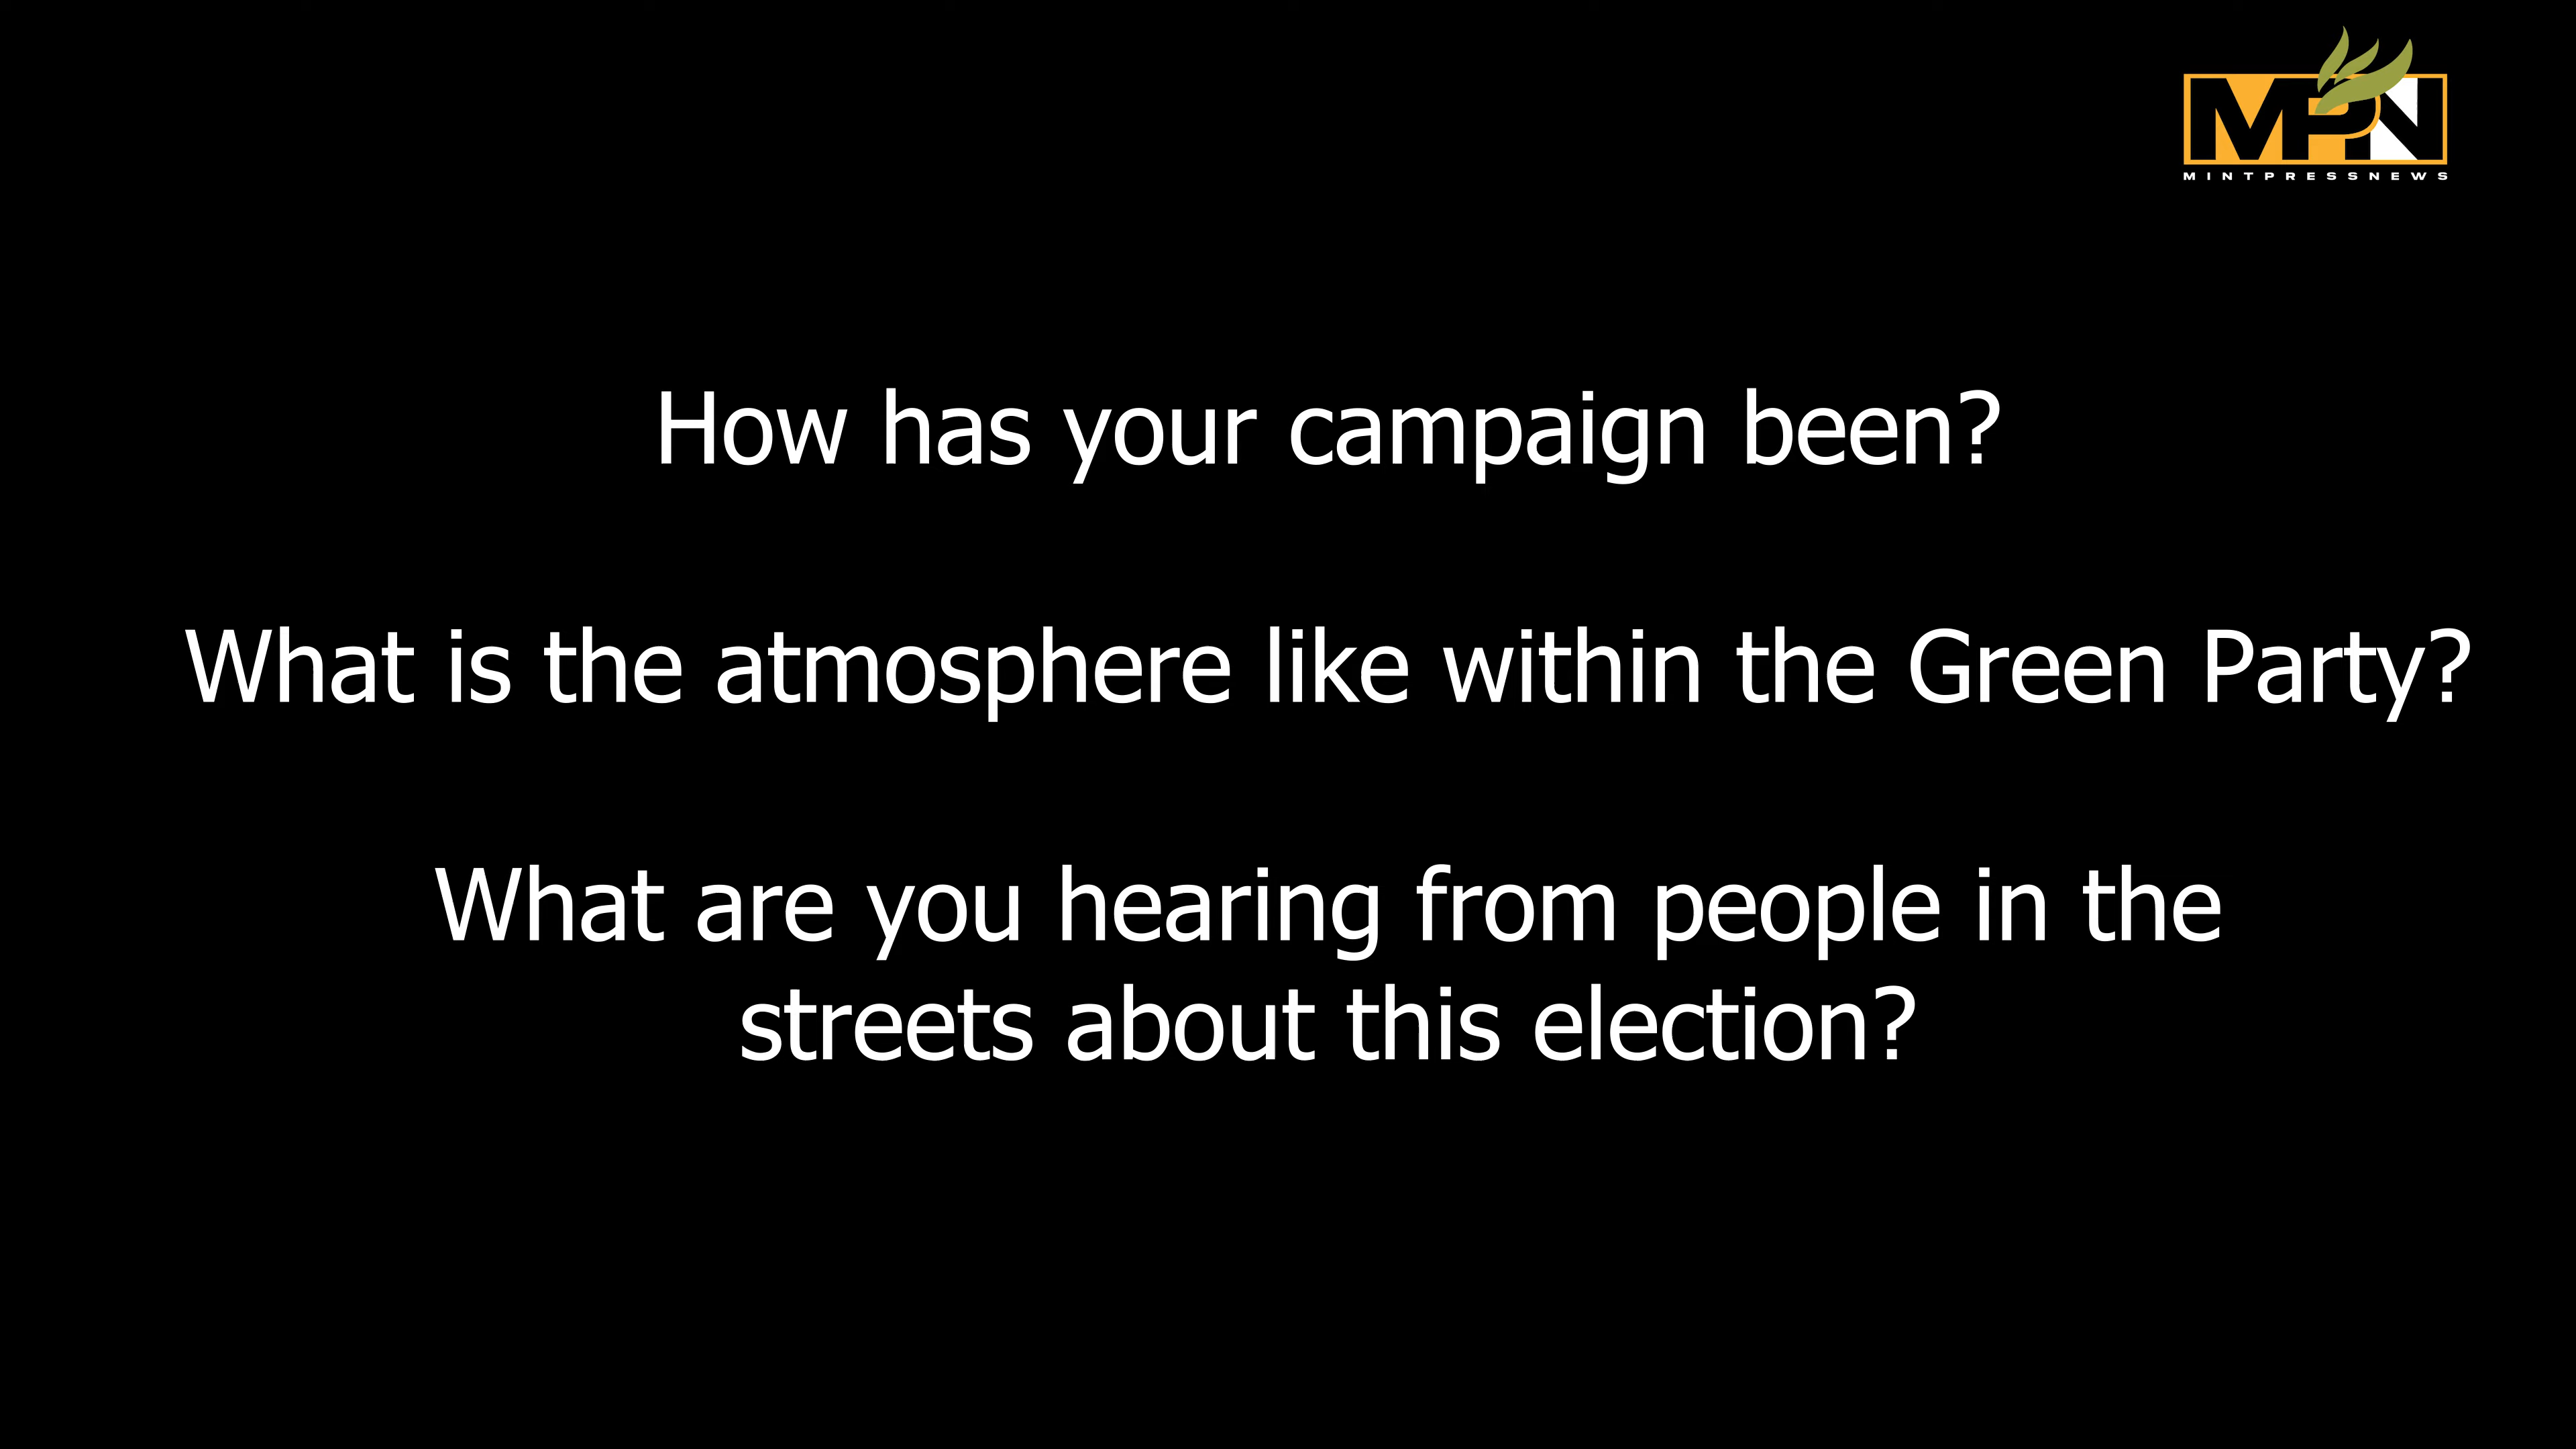 MPN
MINTPRESSNEWS
How has your campaign been?
What is the atmosphere like within the Green Party?
What are you hearing from people in the
streets about this election?